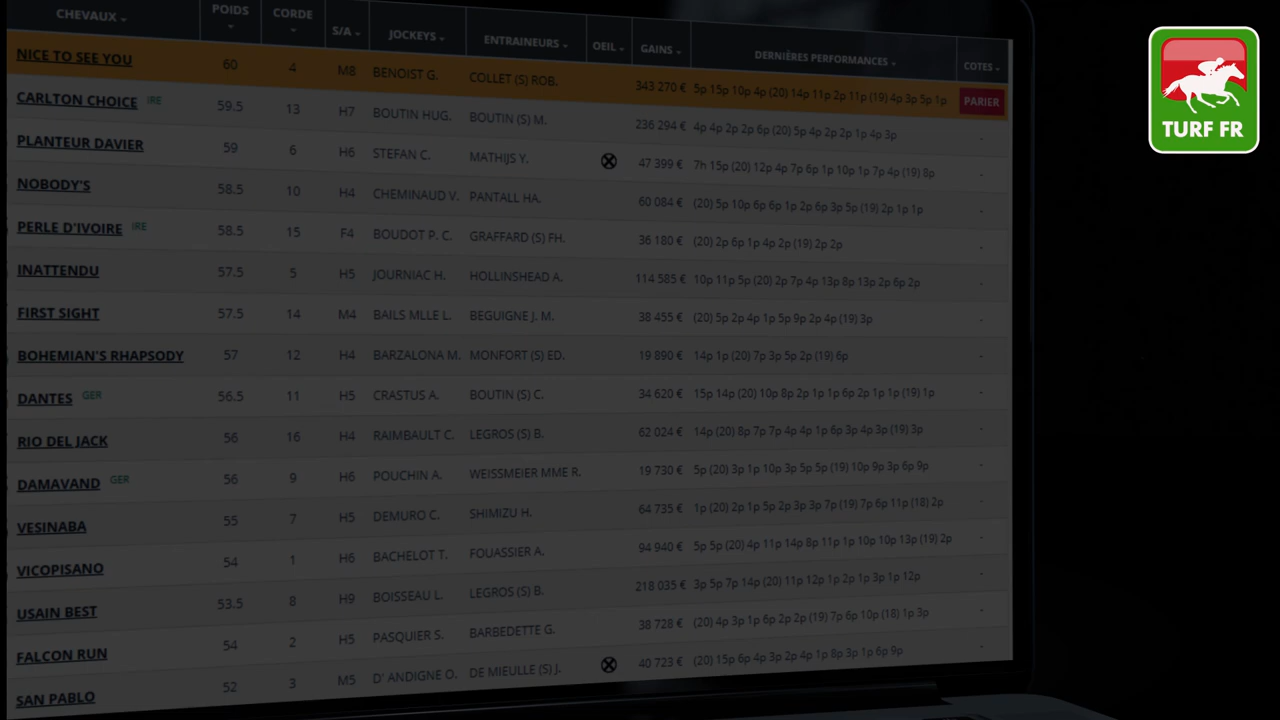 CHEVAUX POIDS CORDE S/A JOCKEYS ENTRAINEURS OEIL GAINS DERNIÈRES PERFORMANCES COTES
NICE TO SEE YOU 60 4 M8 BENOIST G. COLLET (S) ROB. 343 270 € 5p 15p 10p 4p (20) 14p 11p 2p 11p (19) 4p 3p 5p 1p PARIER
CARLTON CHOICE IRE 59.5 13 H7 BOUTIN HUG. BOUTIN (S) M. 236 294 € 4p 4p 2p 2p 6p (20) 5p 4p 2p 2p 1p 4p 3p -
PLANTEUR DAVIER 59 6 H6 STEFAN C. MATHIJS Y. 47 399 € 7h 15p (20) 12p 4p 7p 6p 1p 10p 1p 7p 4p (19) 8p -
NOBODY'S 58.5 10 H4 CHEMINAUD V. PANTALL HA. 60 084 € (20) 5p 10p 6p 6p 1p 2p 6p 3p 5p (19) 2p 1p 1p -
PERLE D'IVOIRE IRE 58.5 15 F4 BOUDOT P. C. GRAFFARD (S) FH. 36 180 € (20) 2p 6p 1p 4p 2p (19) 2p 2p -
INATTENDU 57.5 5 H5 JOURNIAC H. HOLLINSHEAD A. 114 585 € 10p 11p 5p (20) 2p 7p 4p 13p 8p 13p 2p 6p 2p -
FIRST SIGHT 57.5 14 M4 BAILS MLLE L. BEGUIGNE J. M. 38 455 € (20) 5p 2p 4p 1p 5p 9p 2p 4p (19) 3p -
BOHEMIAN'S RHAPSODY 57 12 H4 BARZALONA M. MONFORT (S) ED. 19 890 € 14p 1p (20) 7p 3p 5p 2p (19) 6p -
DANTES GER 56.5 11 H5 CRASTUS A. BOUTIN (S) C. 34 620 € 15p 14p (20) 10p 8p 2p 1p 1p 6p 2p 1p 1p (19) 1p -
RIO DEL JACK 56 16 H4 RAIMBAULT C. LEGROS (S) B. 62 024 € 14p (20) 8p 7p 7p 4p 4p 1p 6p 3p 4p 3p (19) 3p -
DAMAVAND GER 56 9 H6 POUCHIN A. WEISSMEIER MME R. 19 730 € 5p (20) 3p 1p 10p 3p 5p 5p (19) 10p 9p 3p 6p 9p -
VESINABA 55 7 H5 DEMURO C. SHIMIZU H. 64 735 € 1p (20) 2p 1p 5p 2p 3p 3p 7p (19) 7p 6p 11p (18) 2p -
VICOPISANO 54 1 H6 BACHELOT T. FOUASSIER A. 94 940 € 5p 5p (20) 4p 11p 14p 8p 11p 1p 10p 10p 13p (19) 2p -
USAIN BEST 53.5 8 H9 BOISSEAU L. LEGROS (S) B. 218 035 € 3p 5p 7p 14p (20) 11p 12p 1p 2p 1p 3p 1p 12p -
FALCON RUN 54 2 H5 PASQUIER S. BARBEDETTE G. 38 728 € (20) 4p 3p 1p 6p 2p 2p (19) 7p 6p 10p (18) 1p 3p -
SAN PABLO 52 3 M5 D' ANDIGNE O. DE MIEULLE (S) J. 40 723 € (20) 15p 6p 4p 3p 2p 4p 1p 8p 3p 1p 6p 9p -
TURF FR